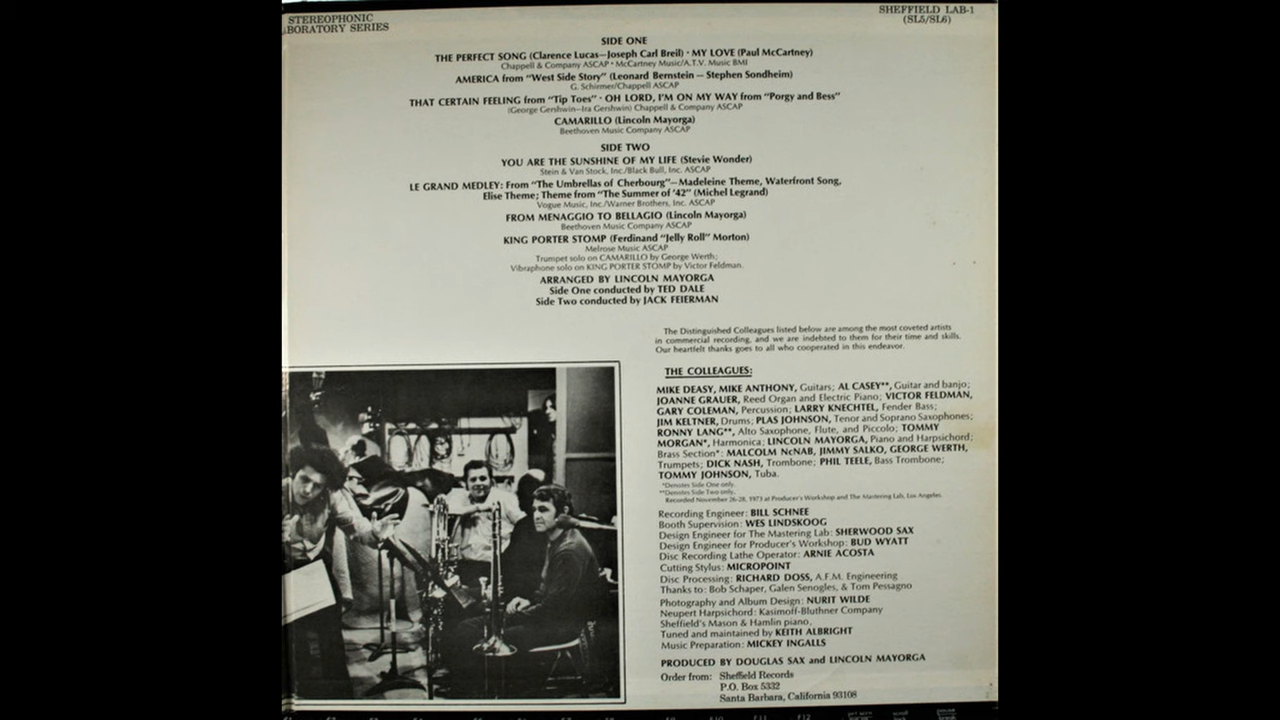 STEREOPHONIC
BORATORY SERIES
SHEFFIELD LAB-1
(SL5/SL6)
SIDE ONE
THE PERFECT SONG (Clarence Lucas—Joseph Carl Breil) · MY LOVE (Paul McCartney)
Chappell & Company ASCAP · McCartney Music/A.T.V. Music BMI
AMERICA from "West Side Story" (Leonard Bernstein — Stephen Sondheim)
G. Schirmer/Chappell ASCAP
THAT CERTAIN FEELING from "Tip Toes" · OH LORD, I'M ON MY WAY from "Porgy and Bess"
(George Gershwin—Ira Gershwin) Chappell & Company ASCAP
CAMARILLO (Lincoln Mayorga)
Beethoven Music Company ASCAP
SIDE TWO
YOU ARE THE SUNSHINE OF MY LIFE (Stevie Wonder)
Stein & Van Stock, Inc./Black Bull, Inc. ASCAP
LE GRAND MEDLEY: From "The Umbrellas of Cherbourg"—Madeleine Theme, Waterfront Song,
Elise Theme; Theme from "The Summer of '42" (Michel Legrand)
Vogue Music, Inc./Warner Brothers, Inc. ASCAP
FROM MENAGGIO TO BELLAGIO (Lincoln Mayorga)
Beethoven Music Company ASCAP
KING PORTER STOMP (Ferdinand "Jelly Roll" Morton)
Melrose Music ASCAP
Trumpet solo on CAMARILLO by George Werth;
Vibraphone solo on KING PORTER STOMP by Victor Feldman.
ARRANGED BY LINCOLN MAYORGA
Side One conducted by TED DALE
Side Two conducted by JACK FEIERMAN
The Distinguished Colleagues listed below are among the most coveted artists
in commercial recording, and we are indebted to them for their time and skills.
Our heartfelt thanks goes to all who cooperated in this endeavor.
THE COLLEAGUES:
MIKE DEASY, MIKE ANTHONY, Guitars; AL CASEY**, Guitar and banjo;
JOANNE GRAUER, Reed Organ and Electric Piano; VICTOR FELDMAN,
GARY COLEMAN, Percussion; LARRY KNECHTEL, Fender Bass;
JIM KELTNER, Drums; PLAS JOHNSON, Tenor and Soprano Saxophones;
RONNY LANG**, Alto Saxophone, Flute, and Piccolo; TOMMY
MORGAN*, Harmonica; LINCOLN MAYORGA, Piano and Harpsichord;
Brass Section*: MALCOLM McNAB, JIMMY SALKO, GEORGE WERTH,
Trumpets; DICK NASH, Trombone; PHIL TEELE, Bass Trombone;
TOMMY JOHNSON, Tuba.
*Denotes Side One only.
**Denotes Side Two only.
Recorded November 26-28, 1973 at Producer's Workshop and The Mastering Lab, Los Angeles.
Recording Engineer: BILL SCHNEE
Booth Supervision: WES LINDSKOOG
Design Engineer for The Mastering Lab: SHERWOOD SAX
Design Engineer for Producer's Workshop: BUD WYATT
Disc Recording Lathe Operator: ARNIE ACOSTA
Cutting Stylus: MICROPOINT
Disc Processing: RICHARD DOSS, A.F.M. Engineering
Thanks to: Bob Schaper, Galen Senogles, & Tom Pessagno
Photography and Album Design: NURIT WILDE
Neupert Harpsichord: Kasimoff-Bluthner Company
Sheffield's Mason & Hamlin piano,
Tuned and maintained by KEITH ALBRIGHT
Music Preparation: MICKEY INGALLS
PRODUCED BY DOUGLAS SAX and LINCOLN MAYORGA
Order from: Sheffield Records
P.O. Box 5332
Santa Barbara, California 93108